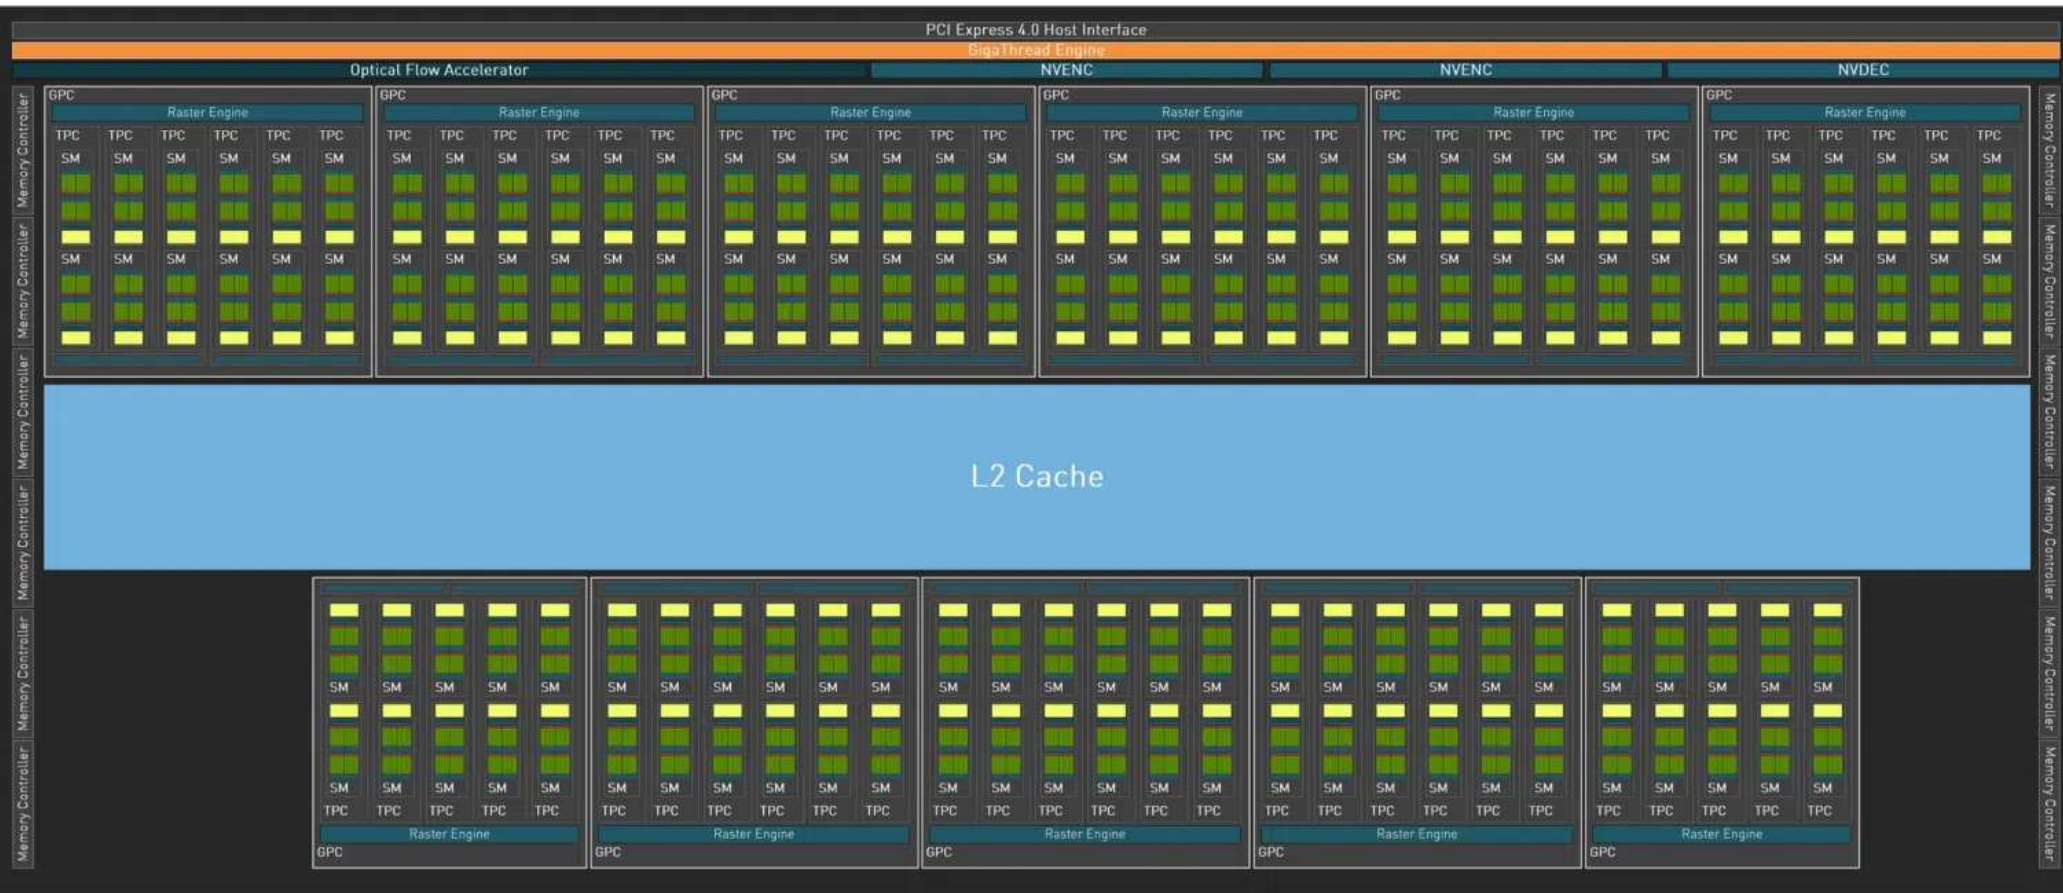 PCI Express 4.0 Host Interface
GigaThread Engine
Optical Flow Accelerator NVENC NVENC NVDEC
GPC GPC GPC GPC GPC GPC
Raster Engine Raster Engine Raster Engine Raster Engine Raster Engine Raster Engine
TPC TPC TPC TPC TPC TPC TPC TPC TPC TPC TPC TPC TPC TPC TPC TPC TPC TPC TPC TPC TPC TPC TPC TPC TPC TPC TPC TPC TPC TPC TPC TPC TPC TPC TPC TPC
SM SM SM SM SM SM SM SM SM SM SM SM SM SM SM SM SM SM SM SM SM SM SM SM SM SM SM SM SM SM SM SM SM SM SM SM
SM SM SM SM SM SM SM SM SM SM SM SM SM SM SM SM SM SM SM SM SM SM SM SM SM SM SM SM SM SM SM SM SM SM SM SM
L2 Cache
SM SM SM SM SM SM SM SM SM SM SM SM SM SM SM SM SM SM SM SM SM SM SM SM SM SM SM SM
SM SM SM SM SM SM SM SM SM SM SM SM SM SM SM SM SM SM SM SM SM SM SM SM SM SM SM SM
TPC TPC TPC TPC TPC TPC TPC TPC TPC TPC TPC TPC TPC TPC TPC TPC TPC TPC TPC TPC TPC TPC TPC TPC TPC TPC TPC TPC
Raster Engine Raster Engine Raster Engine Raster Engine Raster Engine
GPC GPC GPC GPC GPC
Memory Controller
Memory Controller
Memory Controller
Memory Controller
Memory Controller
Memory Controller
Memory Controller
Memory Controller
Memory Controller
Memory Controller
Memory Controller
Memory Controller